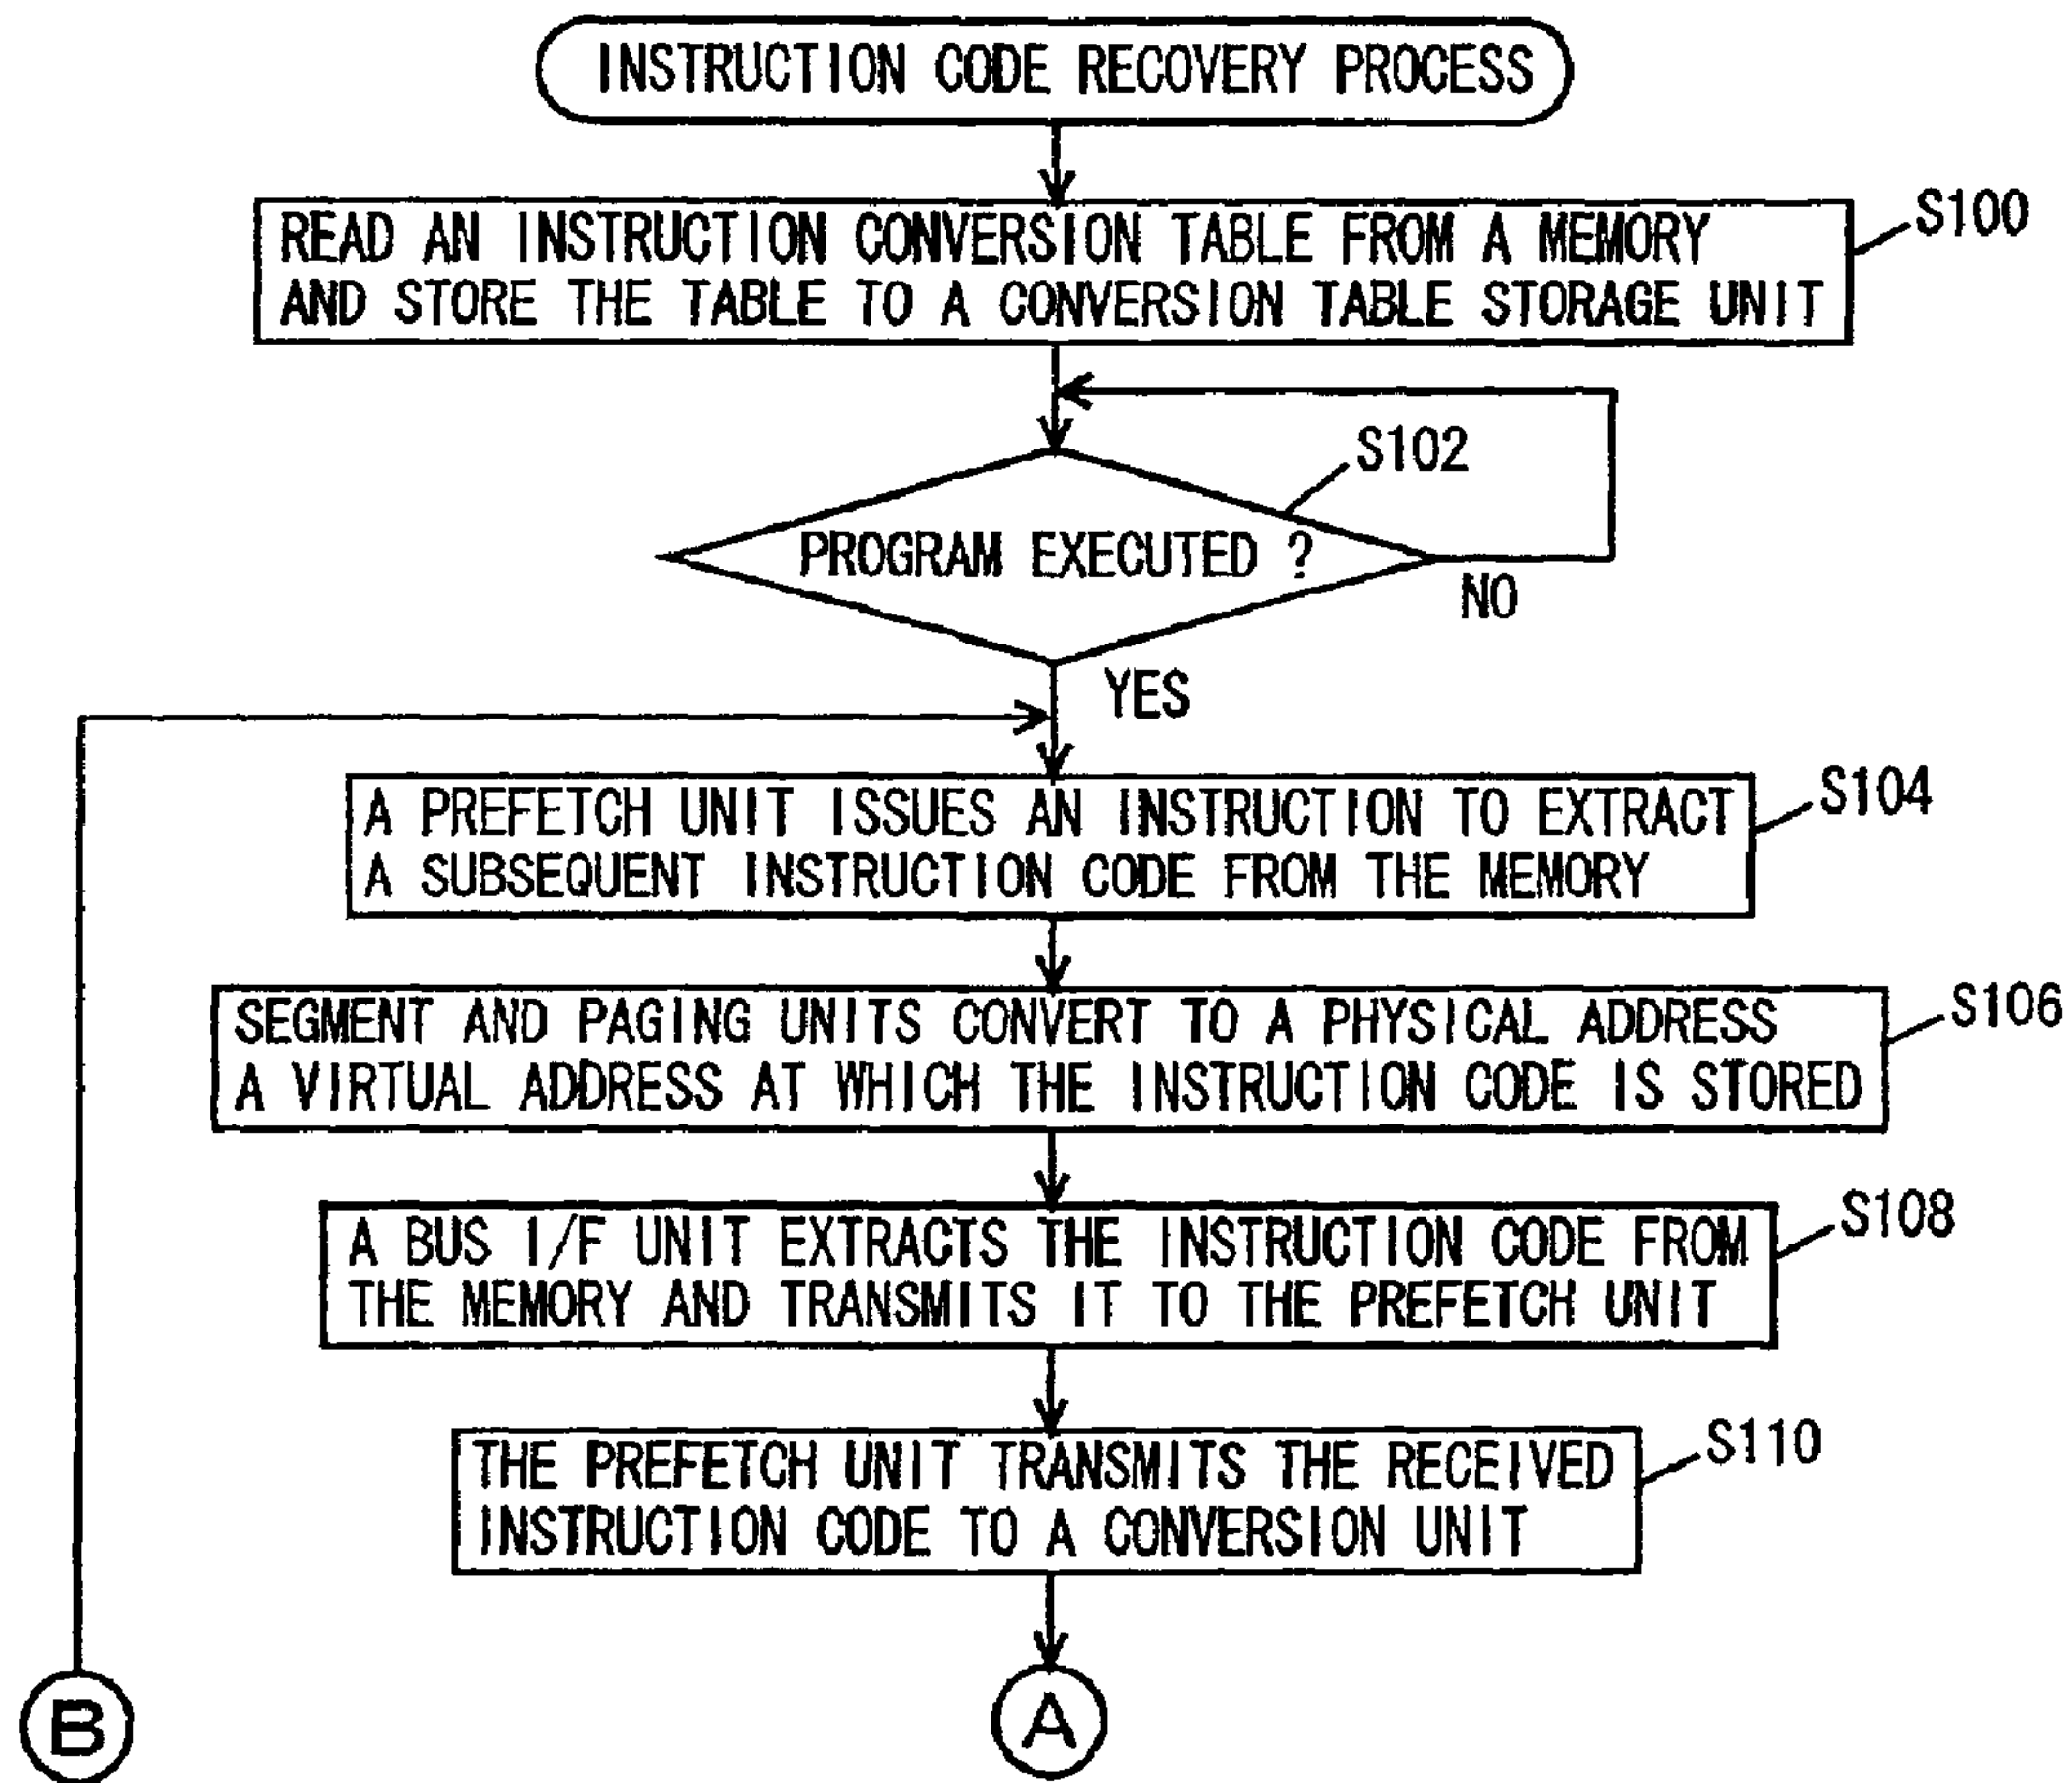 INSTRUCTION CODE RECOVERY PROCESS
READ AN INSTRUCTION CONVERSION TABLE FROM A MEMORY
AND STORE THE TABLE TO A CONVERSION TABLE STORAGE UNIT
S100
S102
PROGRAM EXECUTED ?
NO
YES
A PREFETCH UNIT ISSUES AN INSTRUCTION TO EXTRACT
A SUBSEQUENT INSTRUCTION CODE FROM THE MEMORY
S104
SEGMENT AND PAGING UNITS CONVERT TO A PHYSICAL ADDRESS
A VIRTUAL ADDRESS AT WHICH THE INSTRUCTION CODE IS STORED
S106
A BUS I/F UNIT EXTRACTS THE INSTRUCTION CODE FROM
THE MEMORY AND TRANSMITS IT TO THE PREFETCH UNIT
S108
THE PREFETCH UNIT TRANSMITS THE RECEIVED
INSTRUCTION CODE TO A CONVERSION UNIT
S110
B
A